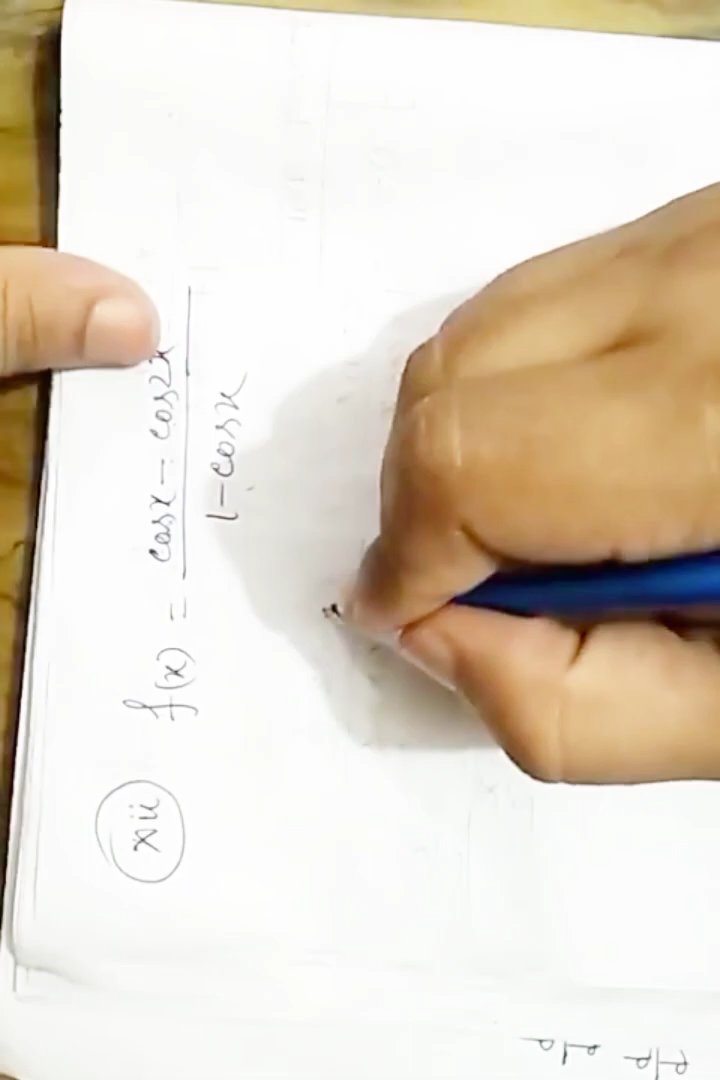 xii f(x) = cosx - cos2x / 1-cosx